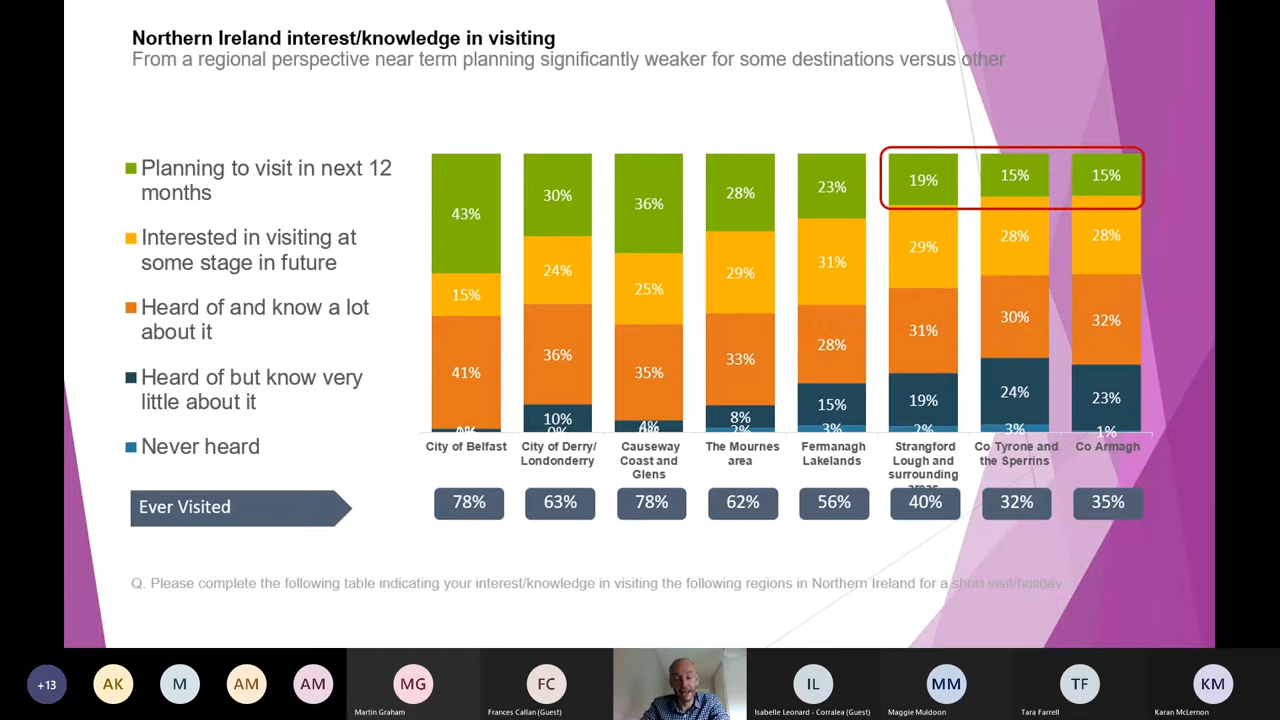 Northern Ireland interest/knowledge in visiting
From a regional perspective near term planning significantly weaker for some destinations versus other
Planning to visit in next 12
months
Interested in visiting at
some stage in future
Heard of and know a lot
about it
Heard of but know very
little about it
Never heard
43% 30% 36% 28% 23% 19% 15% 15%
15% 24% 25% 29% 31% 29% 28% 28%
41% 36% 35% 33% 28% 31% 30% 32%
10% 4% 8% 15% 19% 24% 23%
0% 0% 2% 3% 2% 3% 1%
City of Belfast
City of Derry/
Londonderry
Causeway
Coast and
Glens
The Mournes
area
Fermanagh
Lakelands
Strangford
Lough and
surrounding
areas
Co Tyrone and
the Sperrins
Co Armagh
Ever Visited
78% 63% 78% 62% 56% 40% 32% 35%
Q. Please complete the following table indicating your interest/knowledge in visiting the following regions in Northern Ireland for a short visit/holiday
+13 AK M AM AM MG FC IL MM TF KM
Martin Graham
Frances Callan (Guest)
Isabelle Leonard - Corralea (Guest)
Maggie Muldoon
Tara Farrell
Karan McLernon